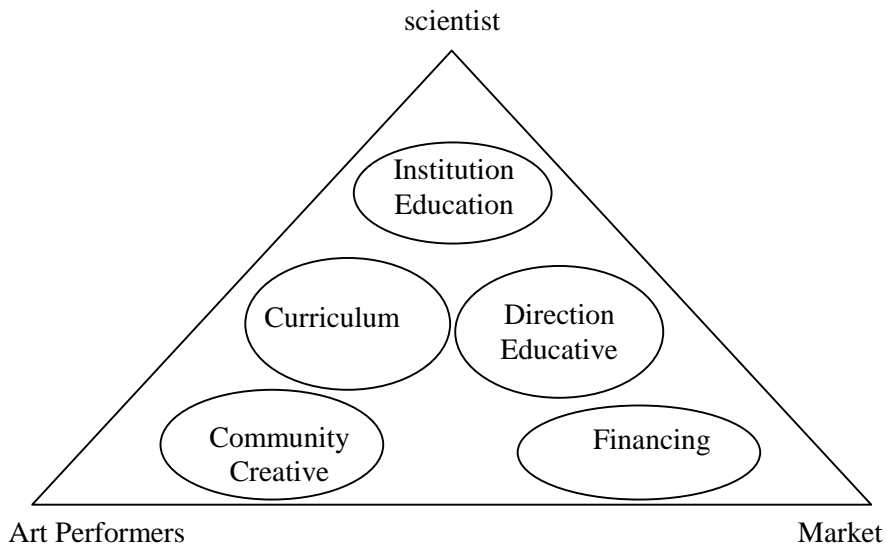 scientist
Institution
Education
Curriculum
Direction
Educative
Community
Creative
Financing
Art Performers
Market